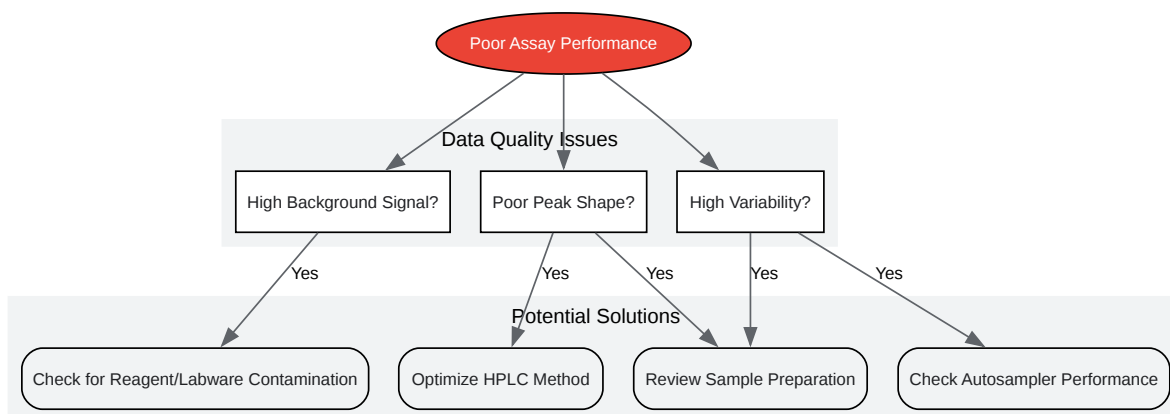 Poor Assay Performance
Data Quality Issues
High Background Signal?
Poor Peak Shape?
High Variability?
Yes
Yes
Yes
Yes
Yes
Potential Solutions
Check for Reagent/Labware Contamination
Optimize HPLC Method
Review Sample Preparation
Check Autosampler Performance